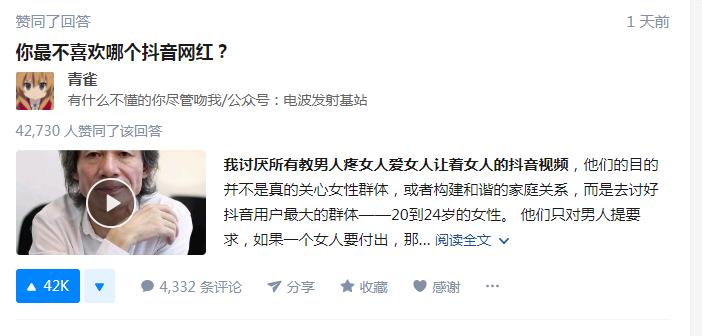 赞同了回答
1 天前
你最不喜欢哪个抖音网红？
青雀
有什么不懂的你尽管吻我/公众号：电波发射基站
42,730 人赞同了该回答
我讨厌所有教男人疼女人爱女人让着女人的抖音视频，他们的目的
并不是真的关心女性群体，或者构建和谐的家庭关系，而是去讨好
抖音用户最大的群体——20到24岁的女性。 他们只对男人提要
求，如果一个女人要付出，那... 阅读全文
42K
4,332 条评论
分享
收藏
感谢